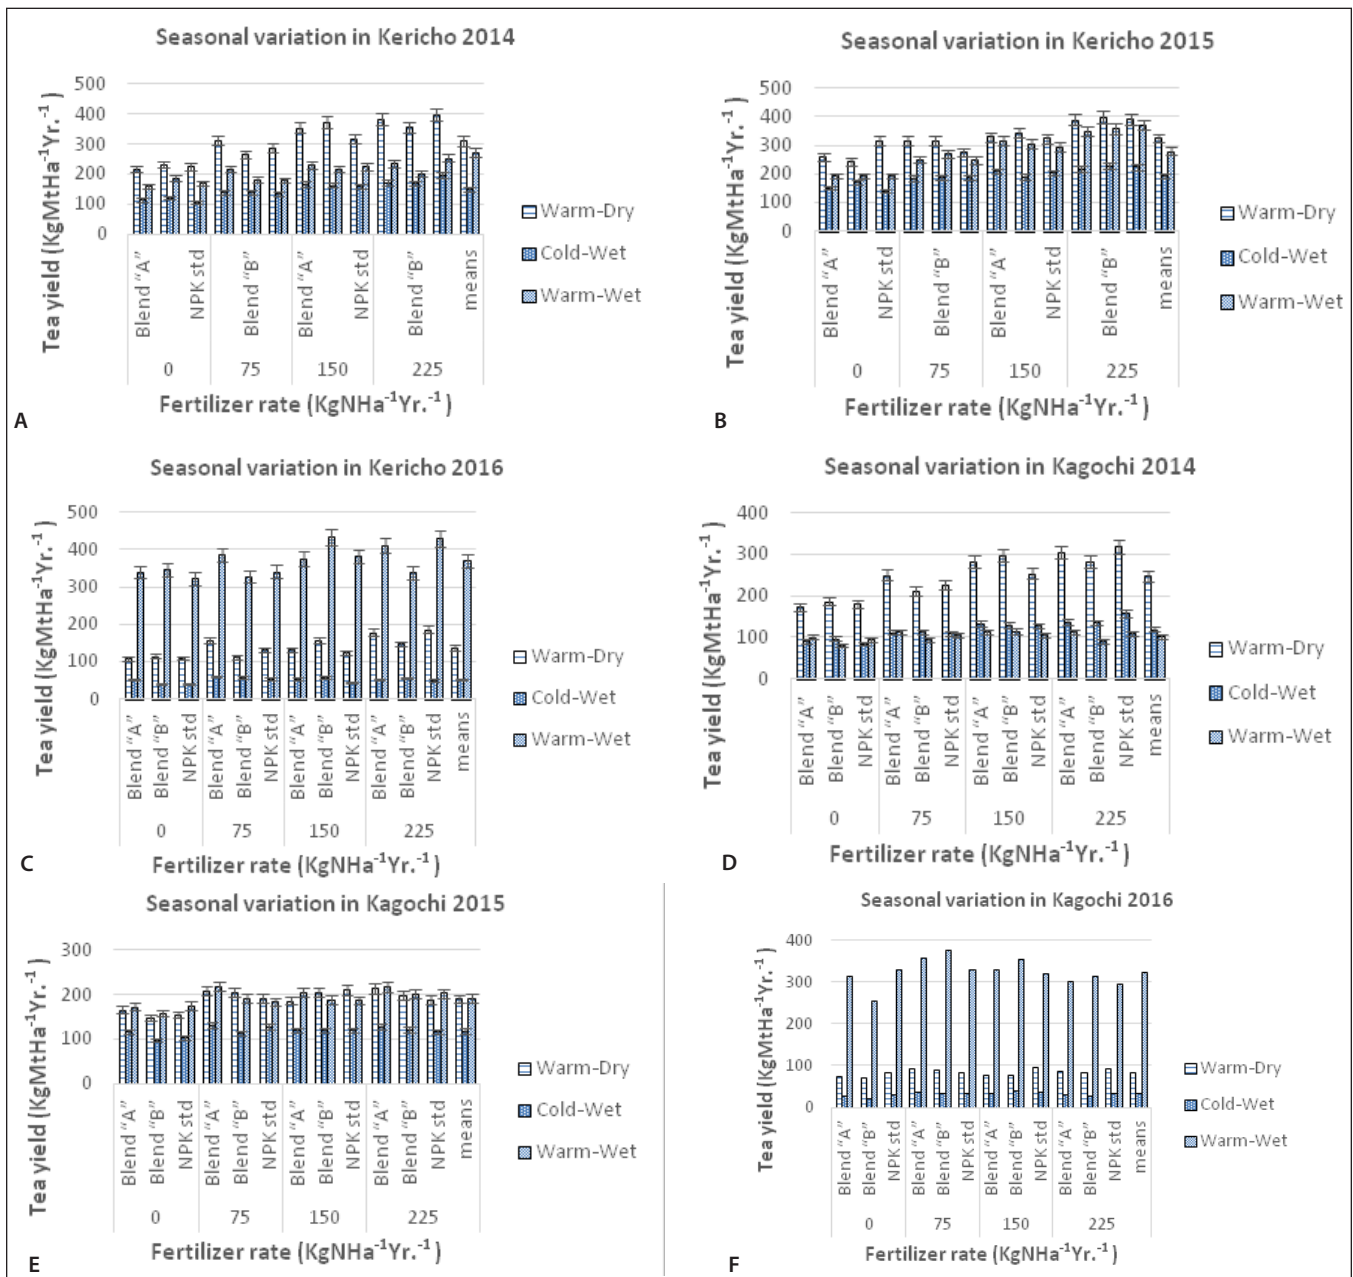 Seasonal variation in Kericho 2014
Tea yield (KgMtHa⁻¹Yr.⁻¹ )
500
400
300
200
100
0
Blend “A”
NPK std
Blend “B”
Blend “A”
NPK std
Blend “B”
means
0 75 150 225
Fertilizer rate (KgNHa⁻¹Yr.⁻¹ )
Warm-Dry
Cold-Wet
Warm-Wet
A
Seasonal variation in Kericho 2015
Tea yield (KgMtHa⁻¹Yr.⁻¹ )
500
400
300
200
100
0
Blend “A”
NPK std
Blend “B”
Blend “A”
NPK std
Blend “B”
means
0 75 150 225
Fertilizer rate (KgNHa⁻¹Yr.⁻¹ )
Warm-Dry
Cold-Wet
Warm-Wet
B
Seasonal variation in Kericho 2016
Tea yield (KgMtHa⁻¹Yr.⁻¹ )
500
400
300
200
100
0
Blend “A”
Blend “B”
NPK std
Blend “A”
Blend “B”
NPK std
Blend “A”
Blend “B”
NPK std
Blend “A”
Blend “B”
NPK std
means
0 75 150 225
Fertilizer rate (KgNHa⁻¹Yr.⁻¹ )
Warm-Dry
Cold-Wet
Warm-Wet
C
Seasonal variation in Kagochi 2014
Tea yield (KgMtHa⁻¹Yr.⁻¹ )
400
300
200
100
0
Blend “A”
Blend “B”
NPK std
Blend “A”
Blend “B”
NPK std
Blend “A”
Blend “B”
NPK std
Blend “A”
Blend “B”
NPK std
means
0 75 150 225
Fertilizer rate (KgNHa⁻¹Yr.⁻¹ )
Warm-Dry
Cold-Wet
Warm-Wet
D
Seasonal variation in Kagochi 2015
Tea yield (KgMtHa⁻¹Yr.⁻¹ )
300
200
100
0
Blend “A”
Blend “B”
NPK std
Blend “A”
Blend “B”
NPK std
Blend “A”
Blend “B”
NPK std
Blend “A”
Blend “B”
NPK std
means
0 75 150 225
Fertilizer rate (KgNHa⁻¹Yr.⁻¹ )
Warm-Dry
Cold-Wet
Warm-Wet
E
Seasonal variation in Kagochi 2016
Tea yield (KgMtHa⁻¹Yr.⁻¹ )
400
300
200
100
0
Blend “A”
Blend “B”
NPK std
Blend “A”
Blend “B”
NPK std
Blend “A”
Blend “B”
NPK std
Blend “A”
Blend “B”
NPK std
means
0 75 150 225
Fertilizer rate (KgNHa⁻¹Yr.⁻¹ )
Warm-Dry
Cold-Wet
Warm-Wet
F